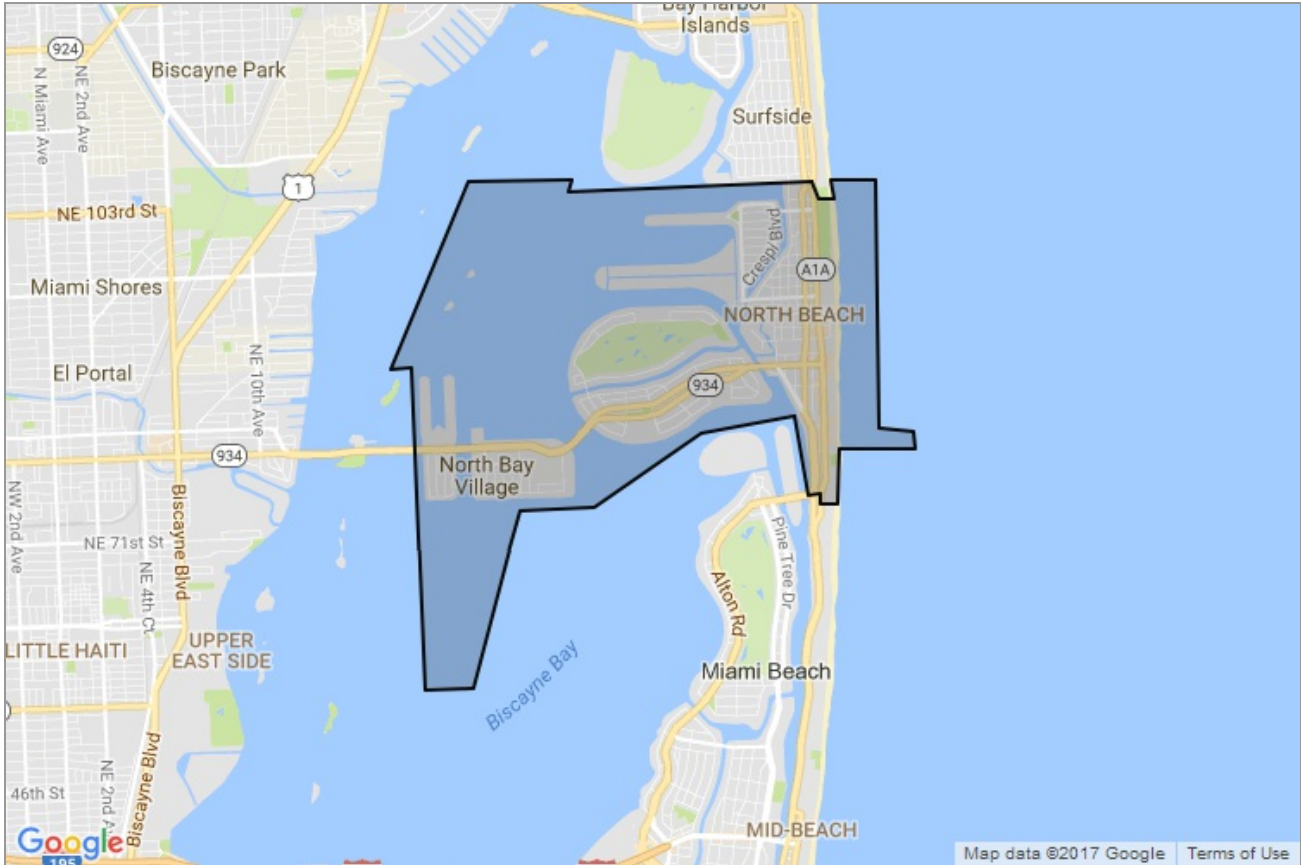 Bay Harbor
Islands
924
Biscayne Park
N Miami Ave
NE 2nd Ave
Surfside
1
NE 103rd St
Crespi Blvd
A1A
Miami Shores
NORTH BEACH
El Portal
NE 10th Ave
934
934
North Bay
Village
NW 2nd Ave
Biscayne Blvd
NE 71st St
NE 4th Ct
Pine Tree Dr
Alton Rd
LITTLE HAITI
UPPER
EAST SIDE
Miami Beach
Biscayne Bay
Biscayne Blvd
NE 2nd A
46th St
MID-BEACH
Google
195
Map data ©2017 Google
Terms of Use